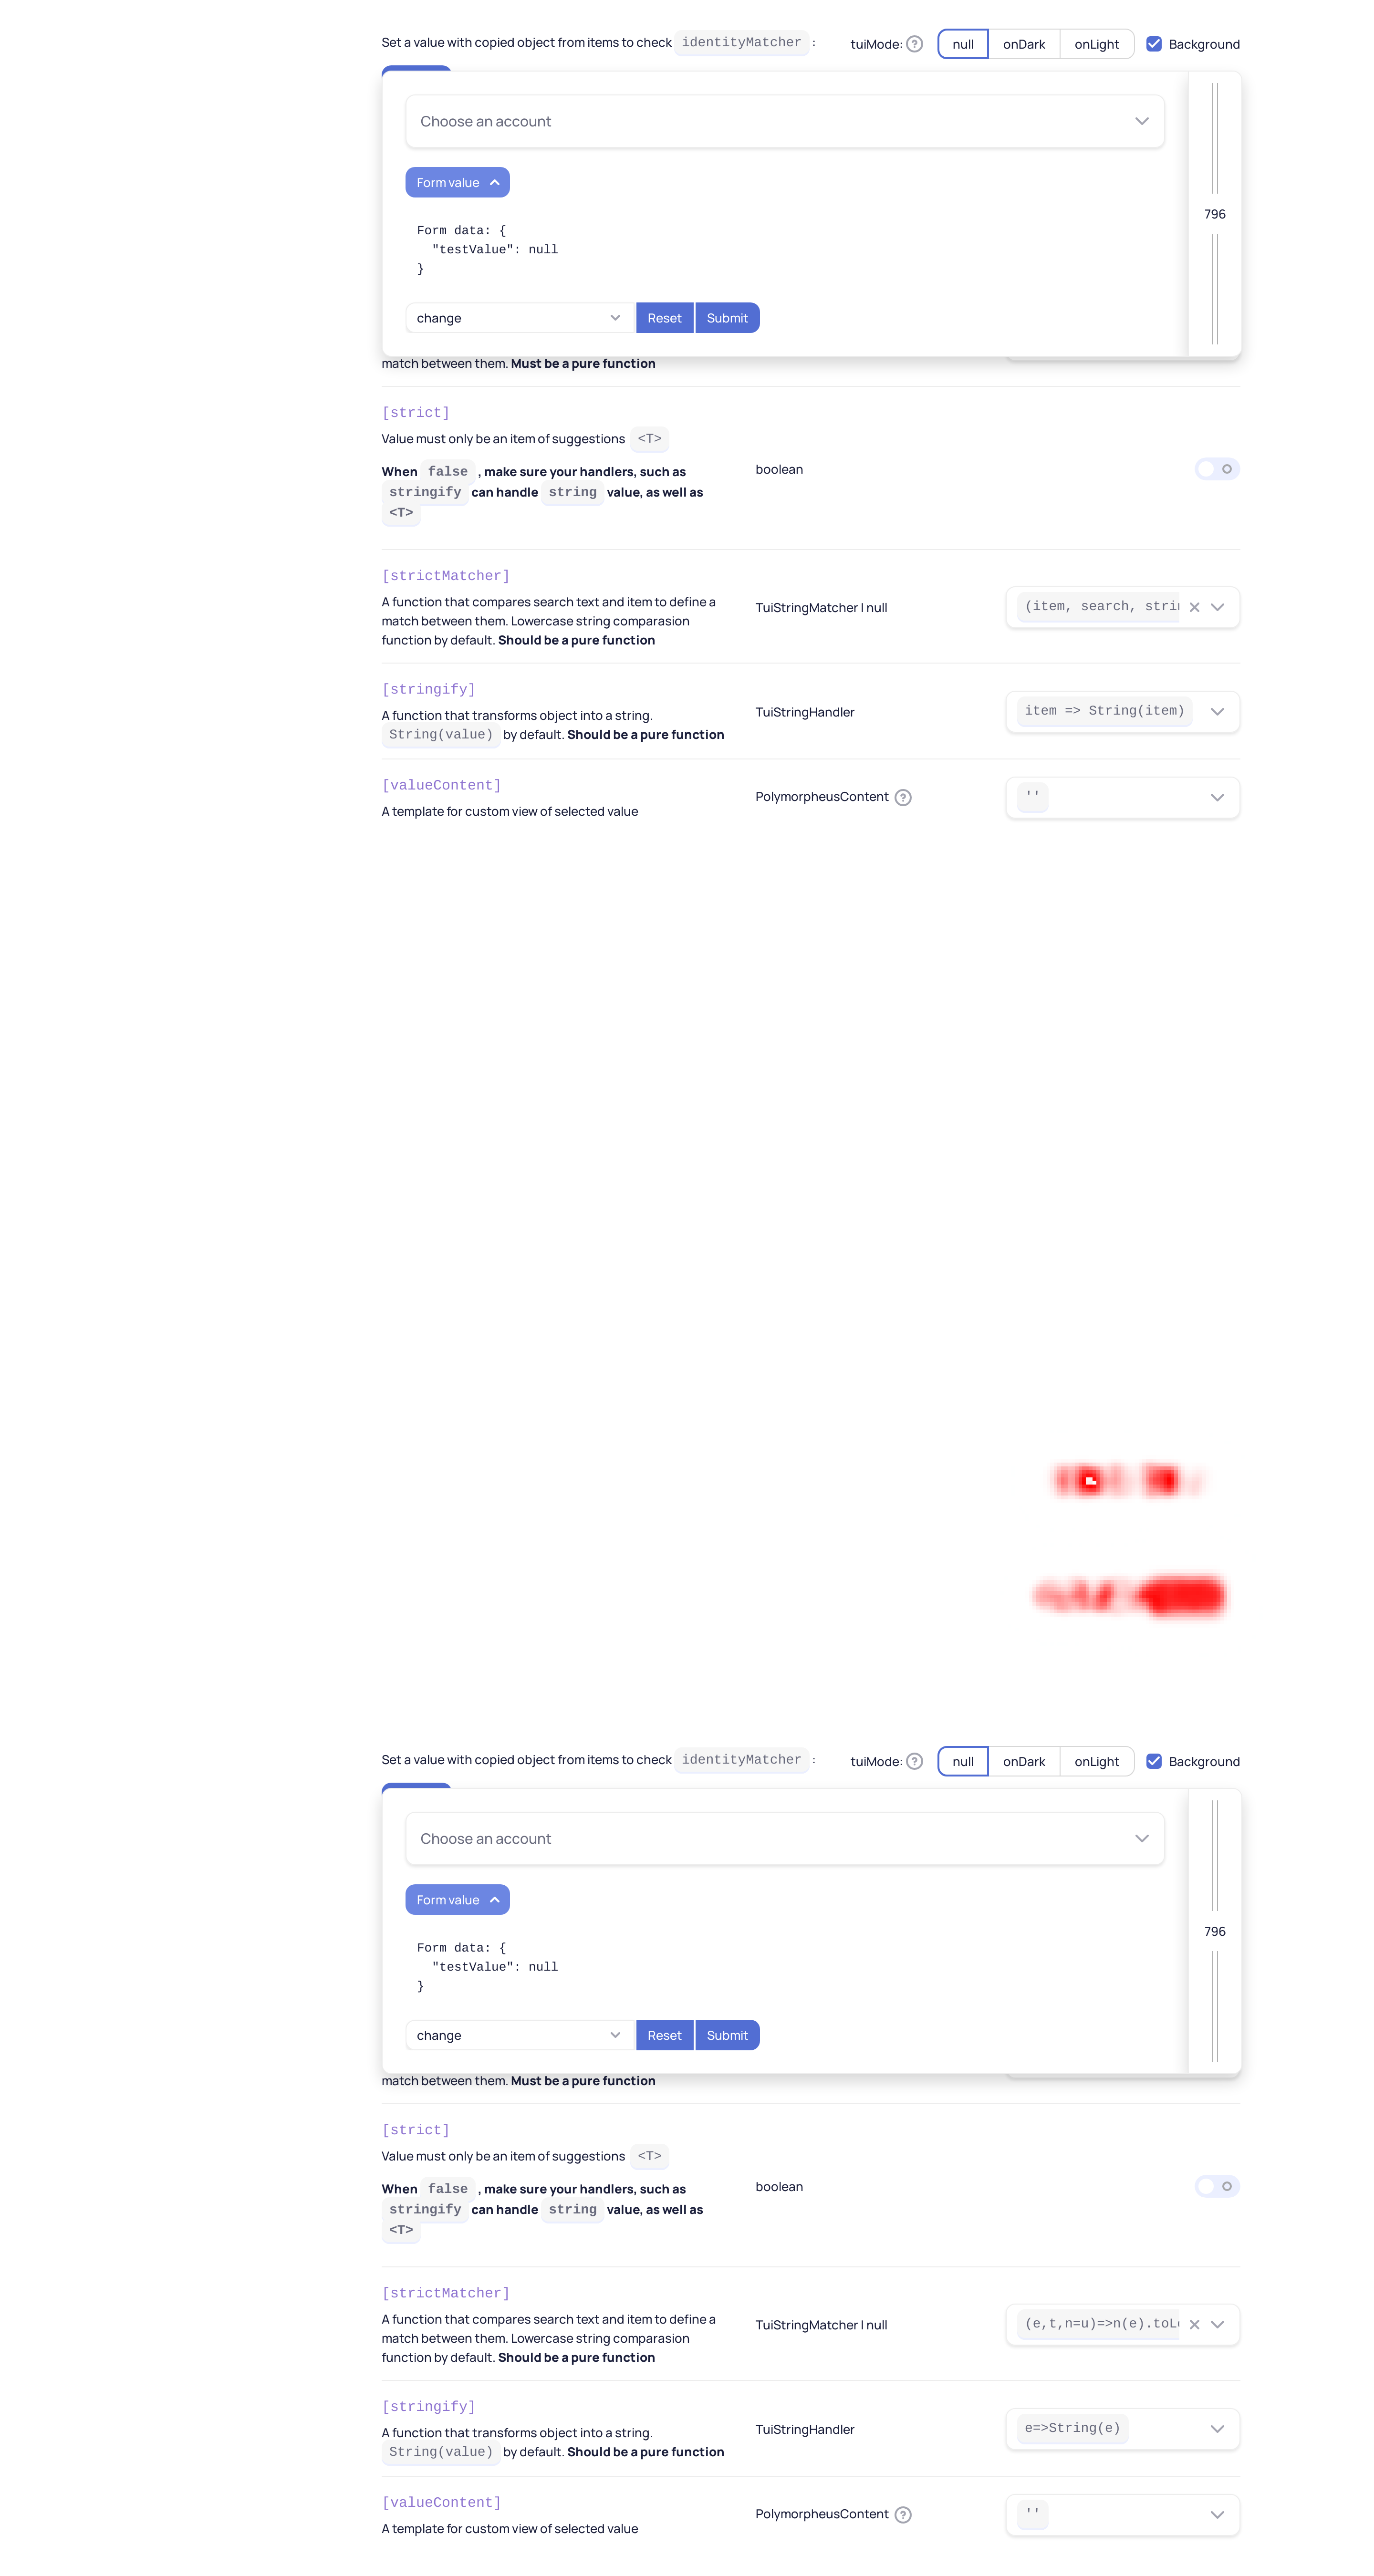 Set a value with copied object from items to check identityMatcher : tuiMode: ? null onDark onLight Background
Choose an account
796
Form value
Form data: {
"testValue": null
}
change Reset Submit
match between them. Must be a pure function
[strict]
Value must only be an item of suggestions <T>
When false , make sure your handlers, such as
stringify can handle string value, as well as
<T>
boolean
[strictMatcher]
A function that compares search text and item to define a
match between them. Lowercase string comparasion
function by default. Should be a pure function
TuiStringMatcher | null
(item, search, strin
[stringify]
A function that transforms object into a string.
String(value) by default. Should be a pure function
TuiStringHandler
item => String(item)
[valueContent]
A template for custom view of selected value
PolymorpheusContent ?
''
Set a value with copied object from items to check identityMatcher : tuiMode: ? null onDark onLight Background
Choose an account
796
Form value
Form data: {
"testValue": null
}
change Reset Submit
match between them. Must be a pure function
[strict]
Value must only be an item of suggestions <T>
When false , make sure your handlers, such as
stringify can handle string value, as well as
<T>
boolean
[strictMatcher]
A function that compares search text and item to define a
match between them. Lowercase string comparasion
function by default. Should be a pure function
TuiStringMatcher | null
(e,t,n=u)=>n(e).toLo
[stringify]
A function that transforms object into a string.
String(value) by default. Should be a pure function
TuiStringHandler
e=>String(e)
[valueContent]
A template for custom view of selected value
PolymorpheusContent ?
''